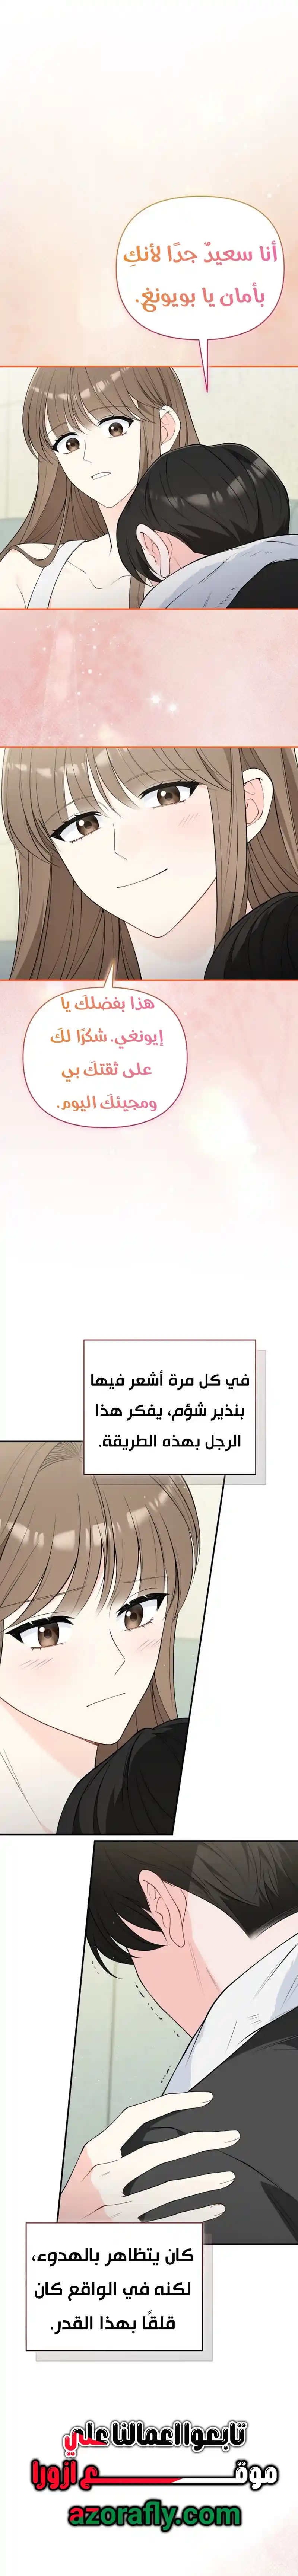 أنا سعيدٌ جدًا لأنكِ
بأمان يا بويونغ.
هذا بفضلكَ يا
إيونغي. شكرًا لكَ
على ثقتكَ بي
ومجيئكَ اليوم.
في كل مرة أشعر فيها
بنذير شؤم، يفكر هذا
الرجل بهذه الطريقة.
كان يتظاهر بالهدوء،
لكنه في الواقع كان
قلقًا بهذا القدر.
تابعوا اعمالنا علي
موقـــــــــع ازورا
azorafly.com